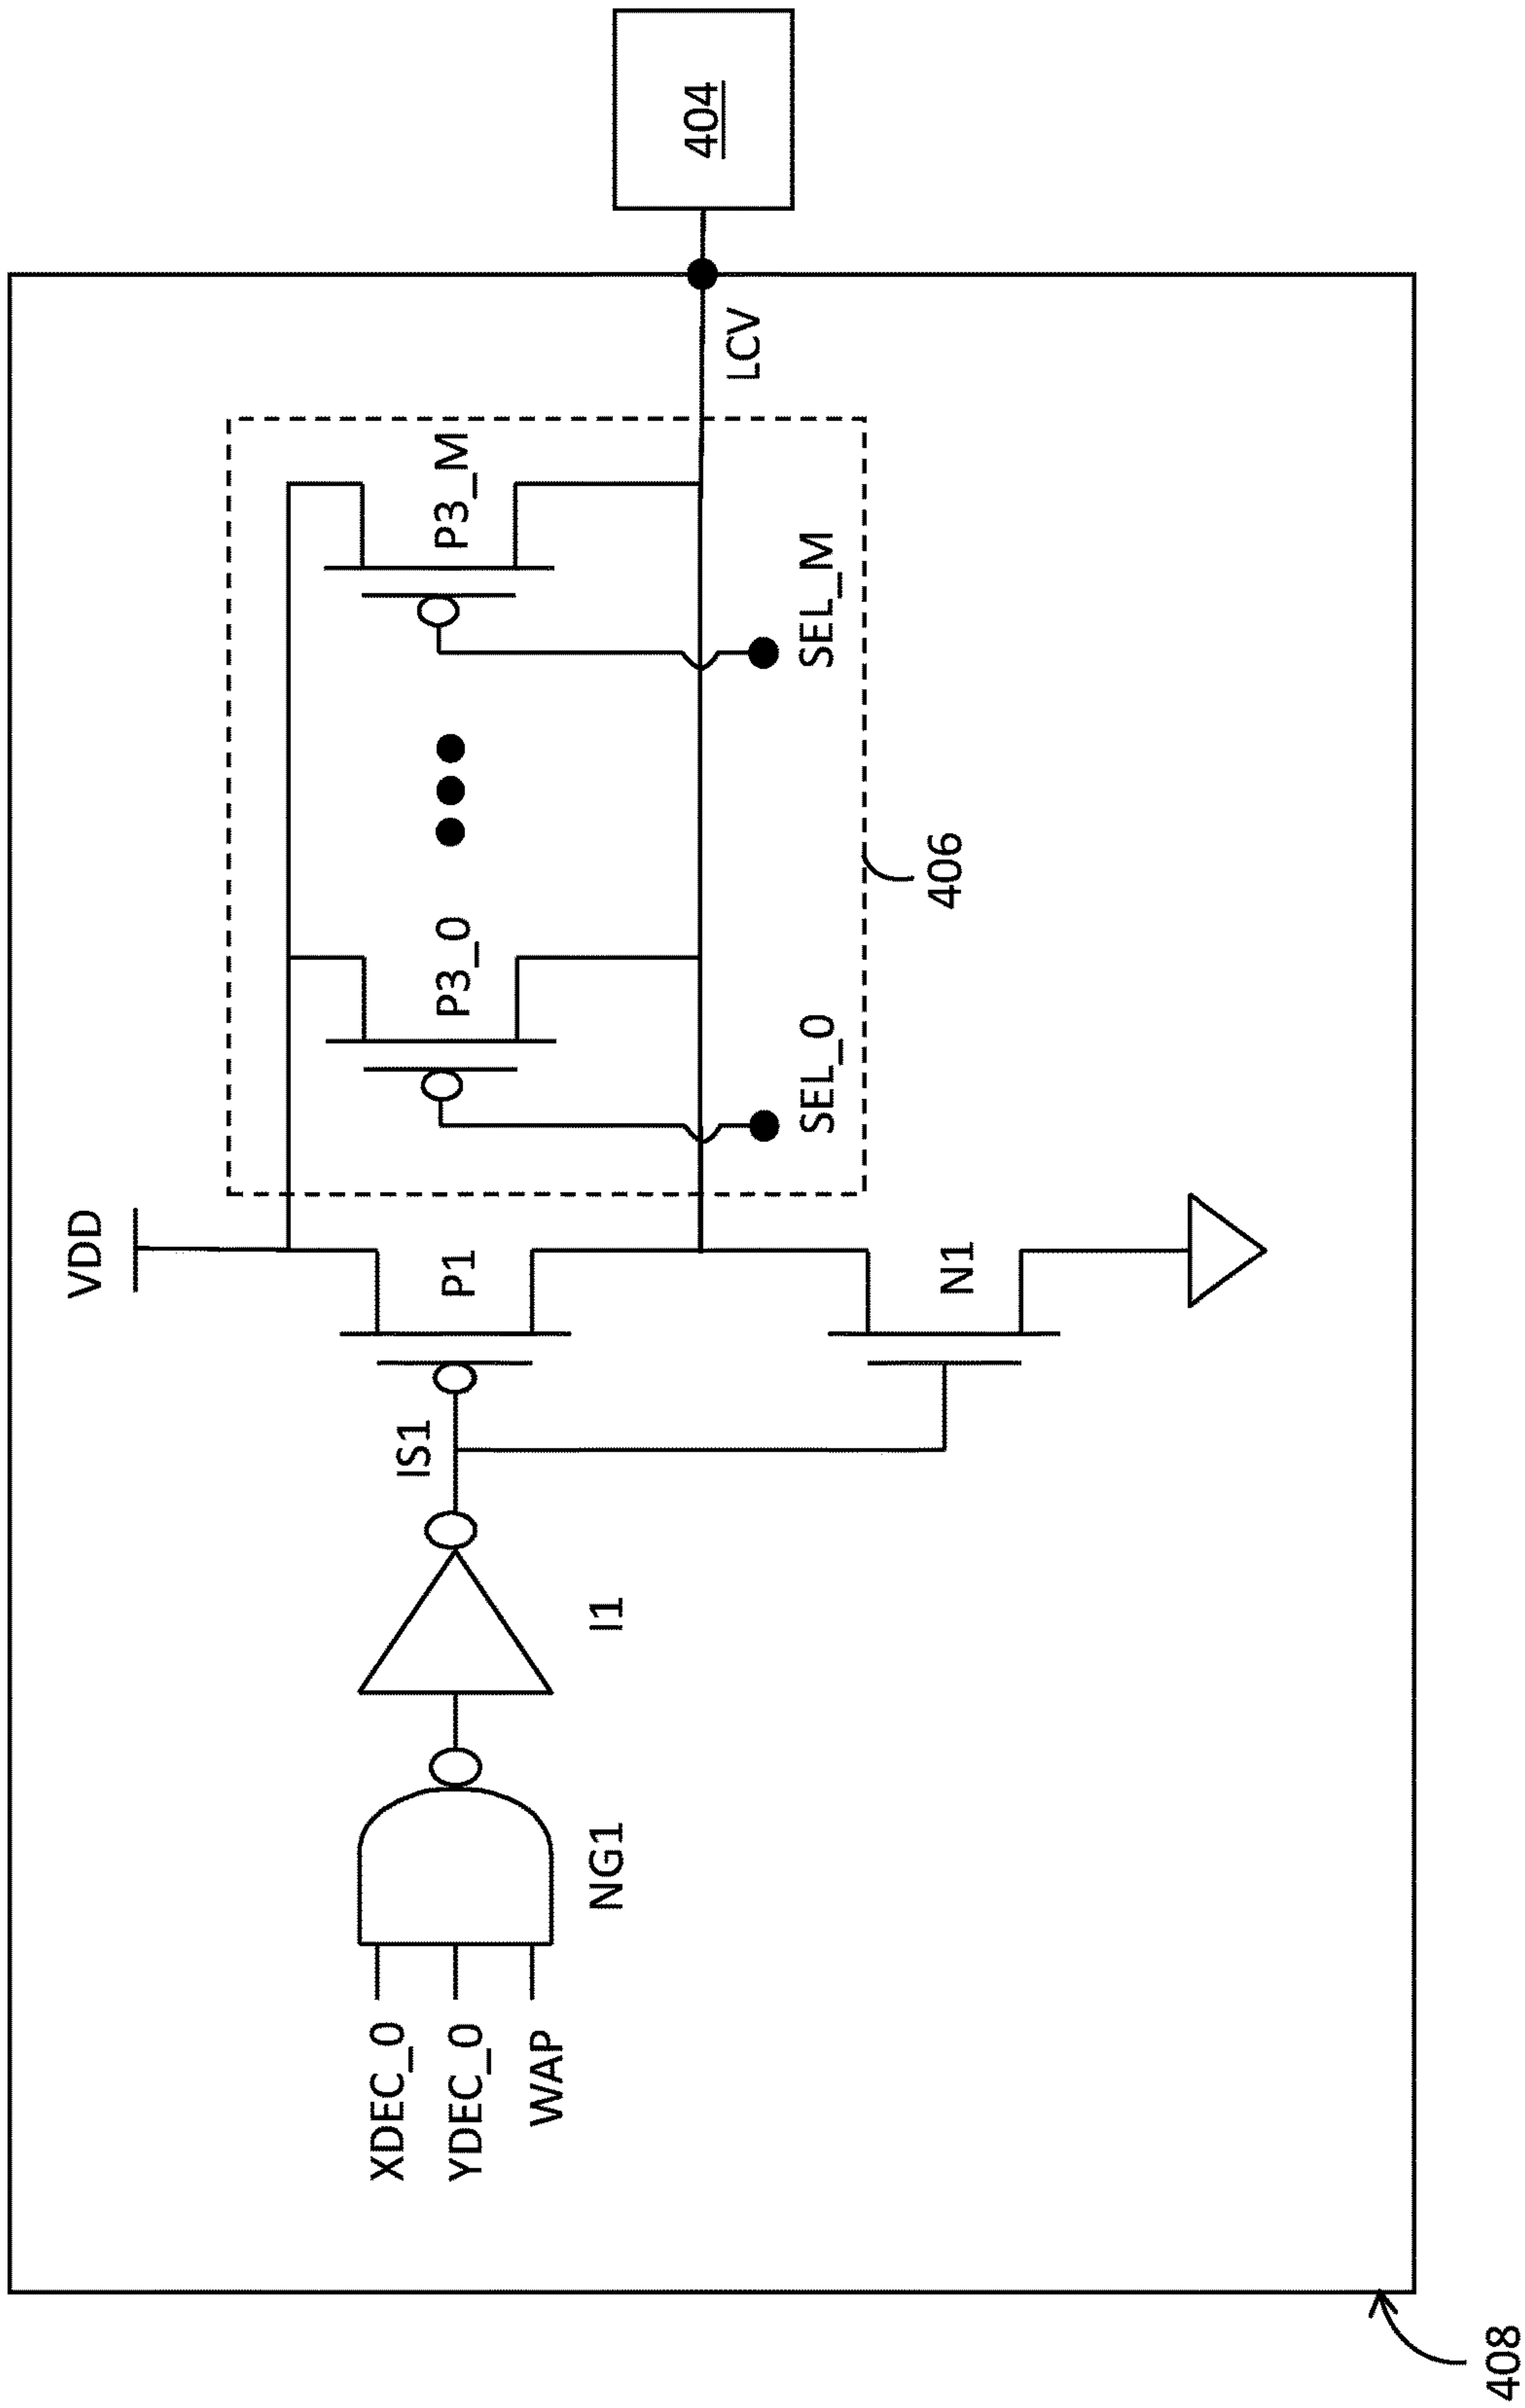 VDD
P3_0
P3_M
404
IS1
P1
XDEC_0
YDEC_0
WAP
NG1
I1
LCV
SEL_0
SEL_M
N1
406
408